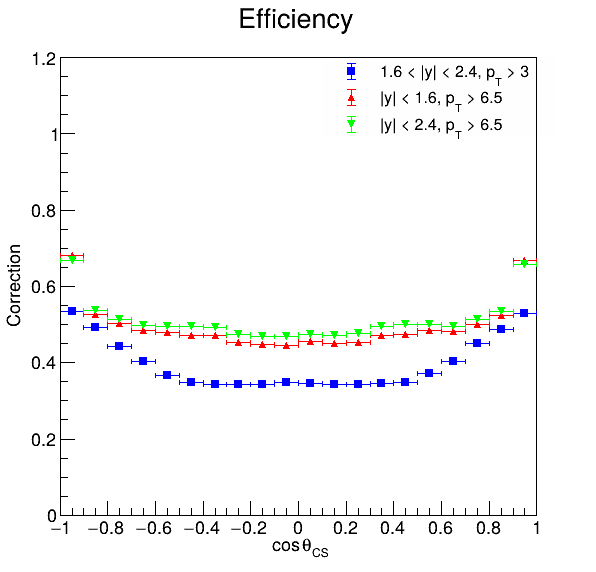 Efficiency
1.2
1
0.8
0.6
0.4
0.2
0
Correction
1.6 < |y| < 2.4, p_T > 3
|y| < 1.6, p_T > 6.5
|y| < 2.4, p_T > 6.5
−1 −0.8 −0.6 −0.4 −0.2 0 0.2 0.4 0.6 0.8 1
cosθ_CS